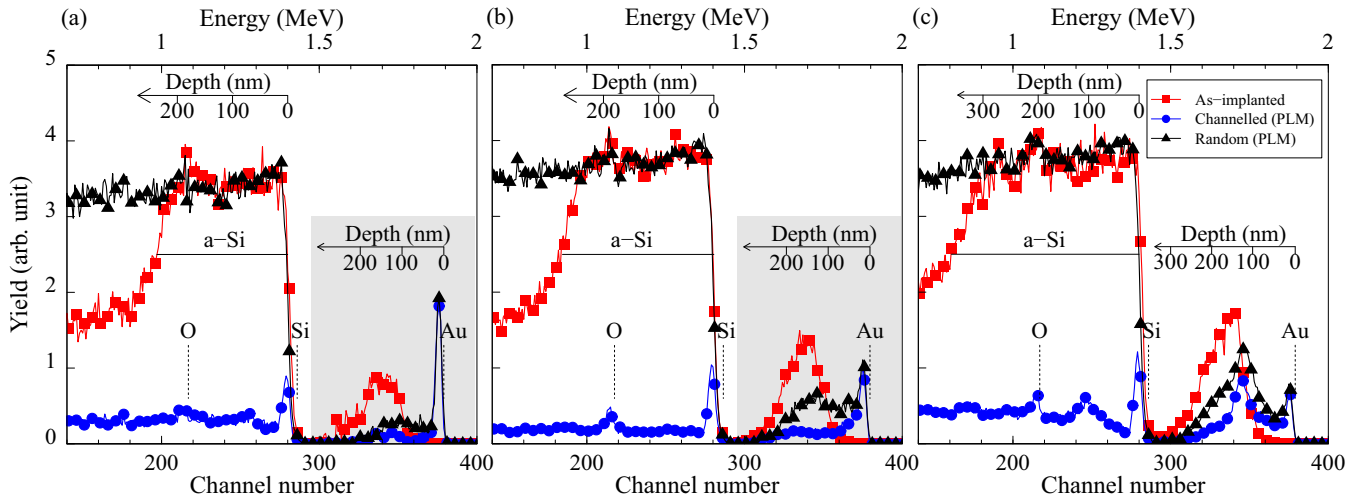 (a) Energy (MeV) (b) Energy (MeV) (c) Energy (MeV)
1 1.5 2 1 1.5 2 1 1.5 2
5
4
3
2
1
0
Yield (arb. unit)
Depth (nm)
200 100 0
a−Si
Depth (nm)
200 100 0
O Si Au
200 300 400
Channel number
Depth (nm)
200 100 0
a−Si
Depth (nm)
200 100 0
O Si Au
200 300 400
Channel number
Depth (nm)
300 200 100 0
As−implanted
Channelled (PLM)
Random (PLM)
a−Si
Depth (nm)
300 200 100 0
O Si Au
200 300 400
Channel number